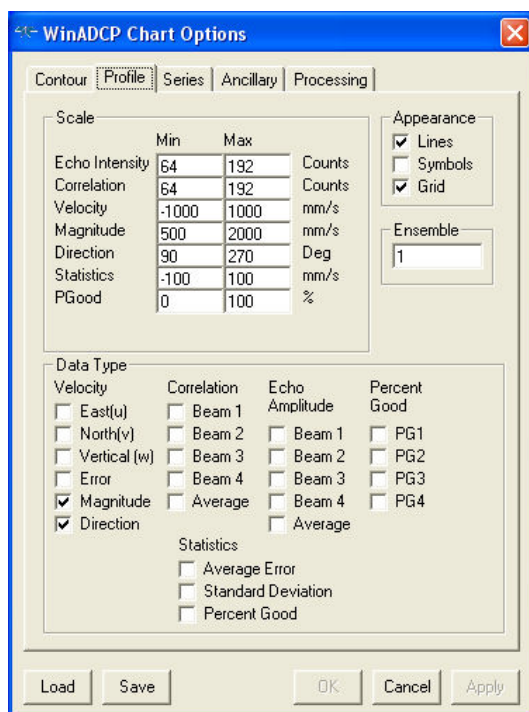 WinADCP Chart Options
Contour Profile Series Ancillary Processing
Scale
Min Max
Echo Intensity 64 192 Counts
Correlation 64 192 Counts
Velocity -1000 1000 mm/s
Magnitude 500 2000 mm/s
Direction 90 270 Deg
Statistics -100 100 mm/s
PGood 0 100 %
Appearance
Lines
Symbols
Grid
Ensemble
1
Data Type
Velocity
East(u)
North(v)
Vertical (w)
Error
Magnitude
Direction
Correlation
Beam 1
Beam 2
Beam 3
Beam 4
Average
Echo
Amplitude
Beam 1
Beam 2
Beam 3
Beam 4
Average
Percent
Good
PG1
PG2
PG3
PG4
Statistics
Average Error
Standard Deviation
Percent Good
Load Save OK Cancel Apply